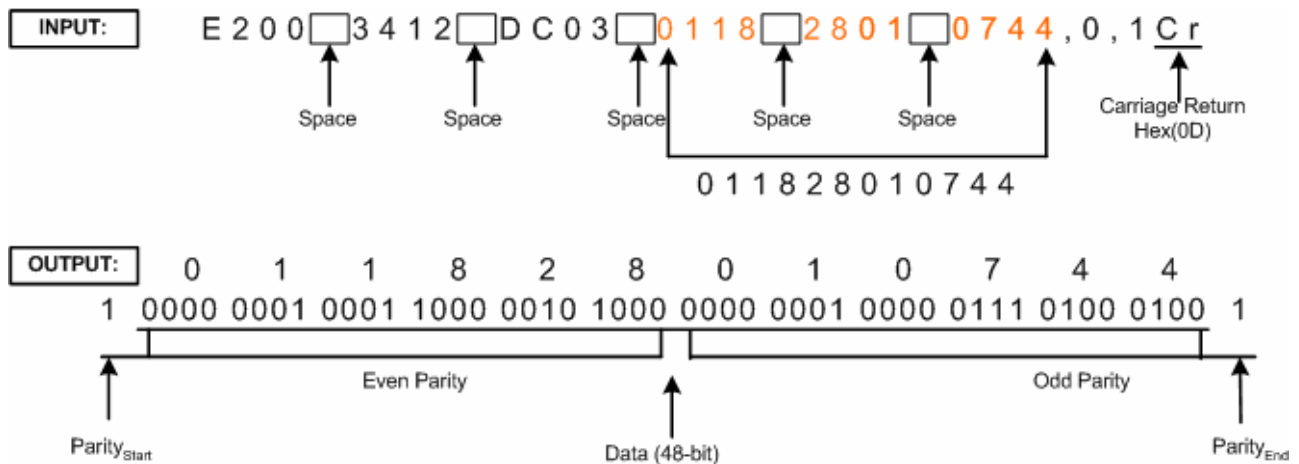 INPUT: E 2 0 0 3 4 1 2 D C 0 3 0 1 1 8 2 8 0 1 0 7 4 4 , 0 , 1 C r
Space Space Space Space Space Carriage Return
Hex(0D)
0 1 1 8 2 8 0 1 0 7 4 4
OUTPUT: 0 1 1 8 2 8 0 1 0 7 4 4
1 0000 0001 0001 1000 0010 1000 0000 0001 0000 0111 0100 0100 1
Even Parity Odd Parity
ParityStart Data (48-bit) ParityEnd